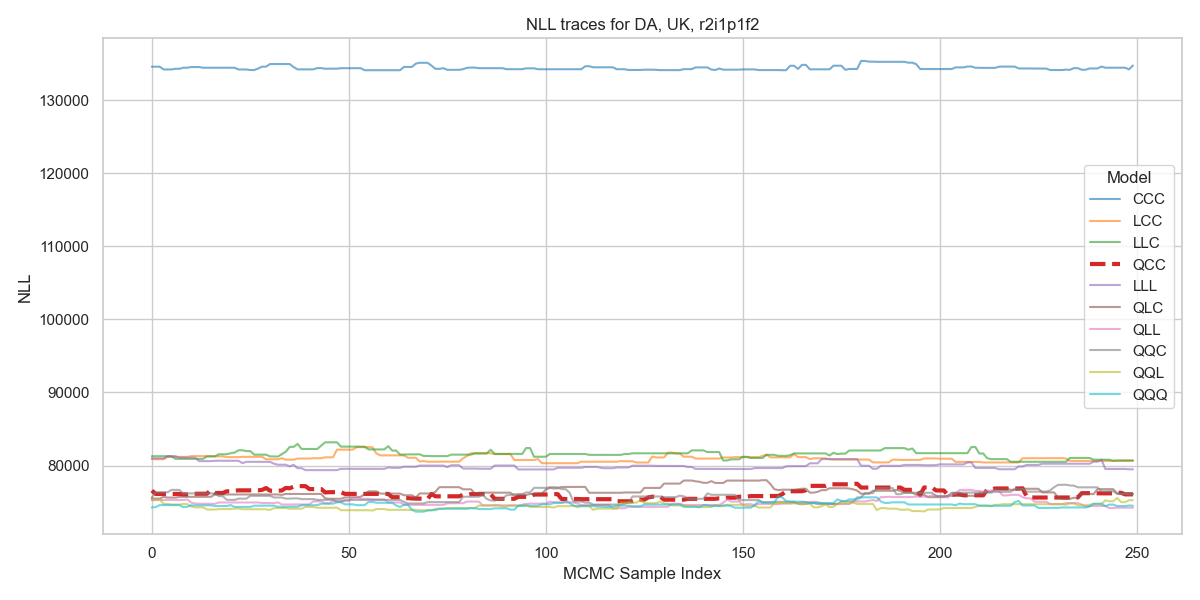 NLL traces for DA, UK, r2i1p1f2
NLL
130000
120000
110000
100000
90000
80000
Model
CCC
LCC
LLC
QCC
LLL
QLC
QLL
QQC
QQL
QQQ
0 50 100 150 200 250
MCMC Sample Index